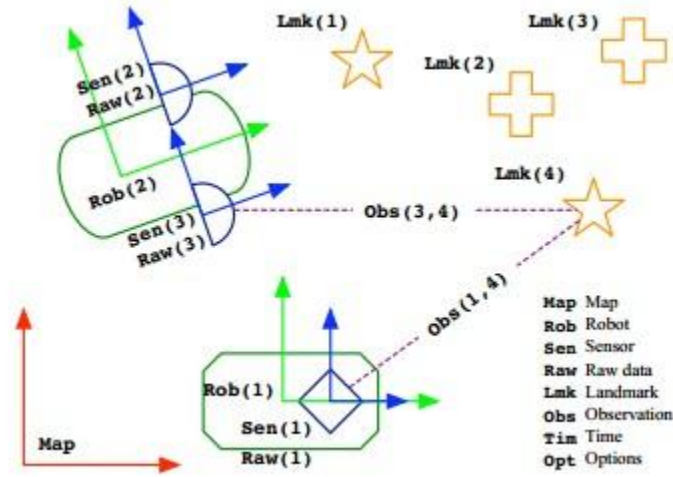 Lmk(1)
Lmk(3)
Lmk(2)
Sen(2)
Raw(2)
Rob(2)
Lmk(4)
Sen(3)
Raw(3)
Obs(3,4)
Obs(1,4)
Rob(1)
Sen(1)
Raw(1)
Map
Map Map
Rob Robot
Sen Sensor
Raw Raw data
Lmk Landmark
Obs Observation
Tim Time
Opt Options